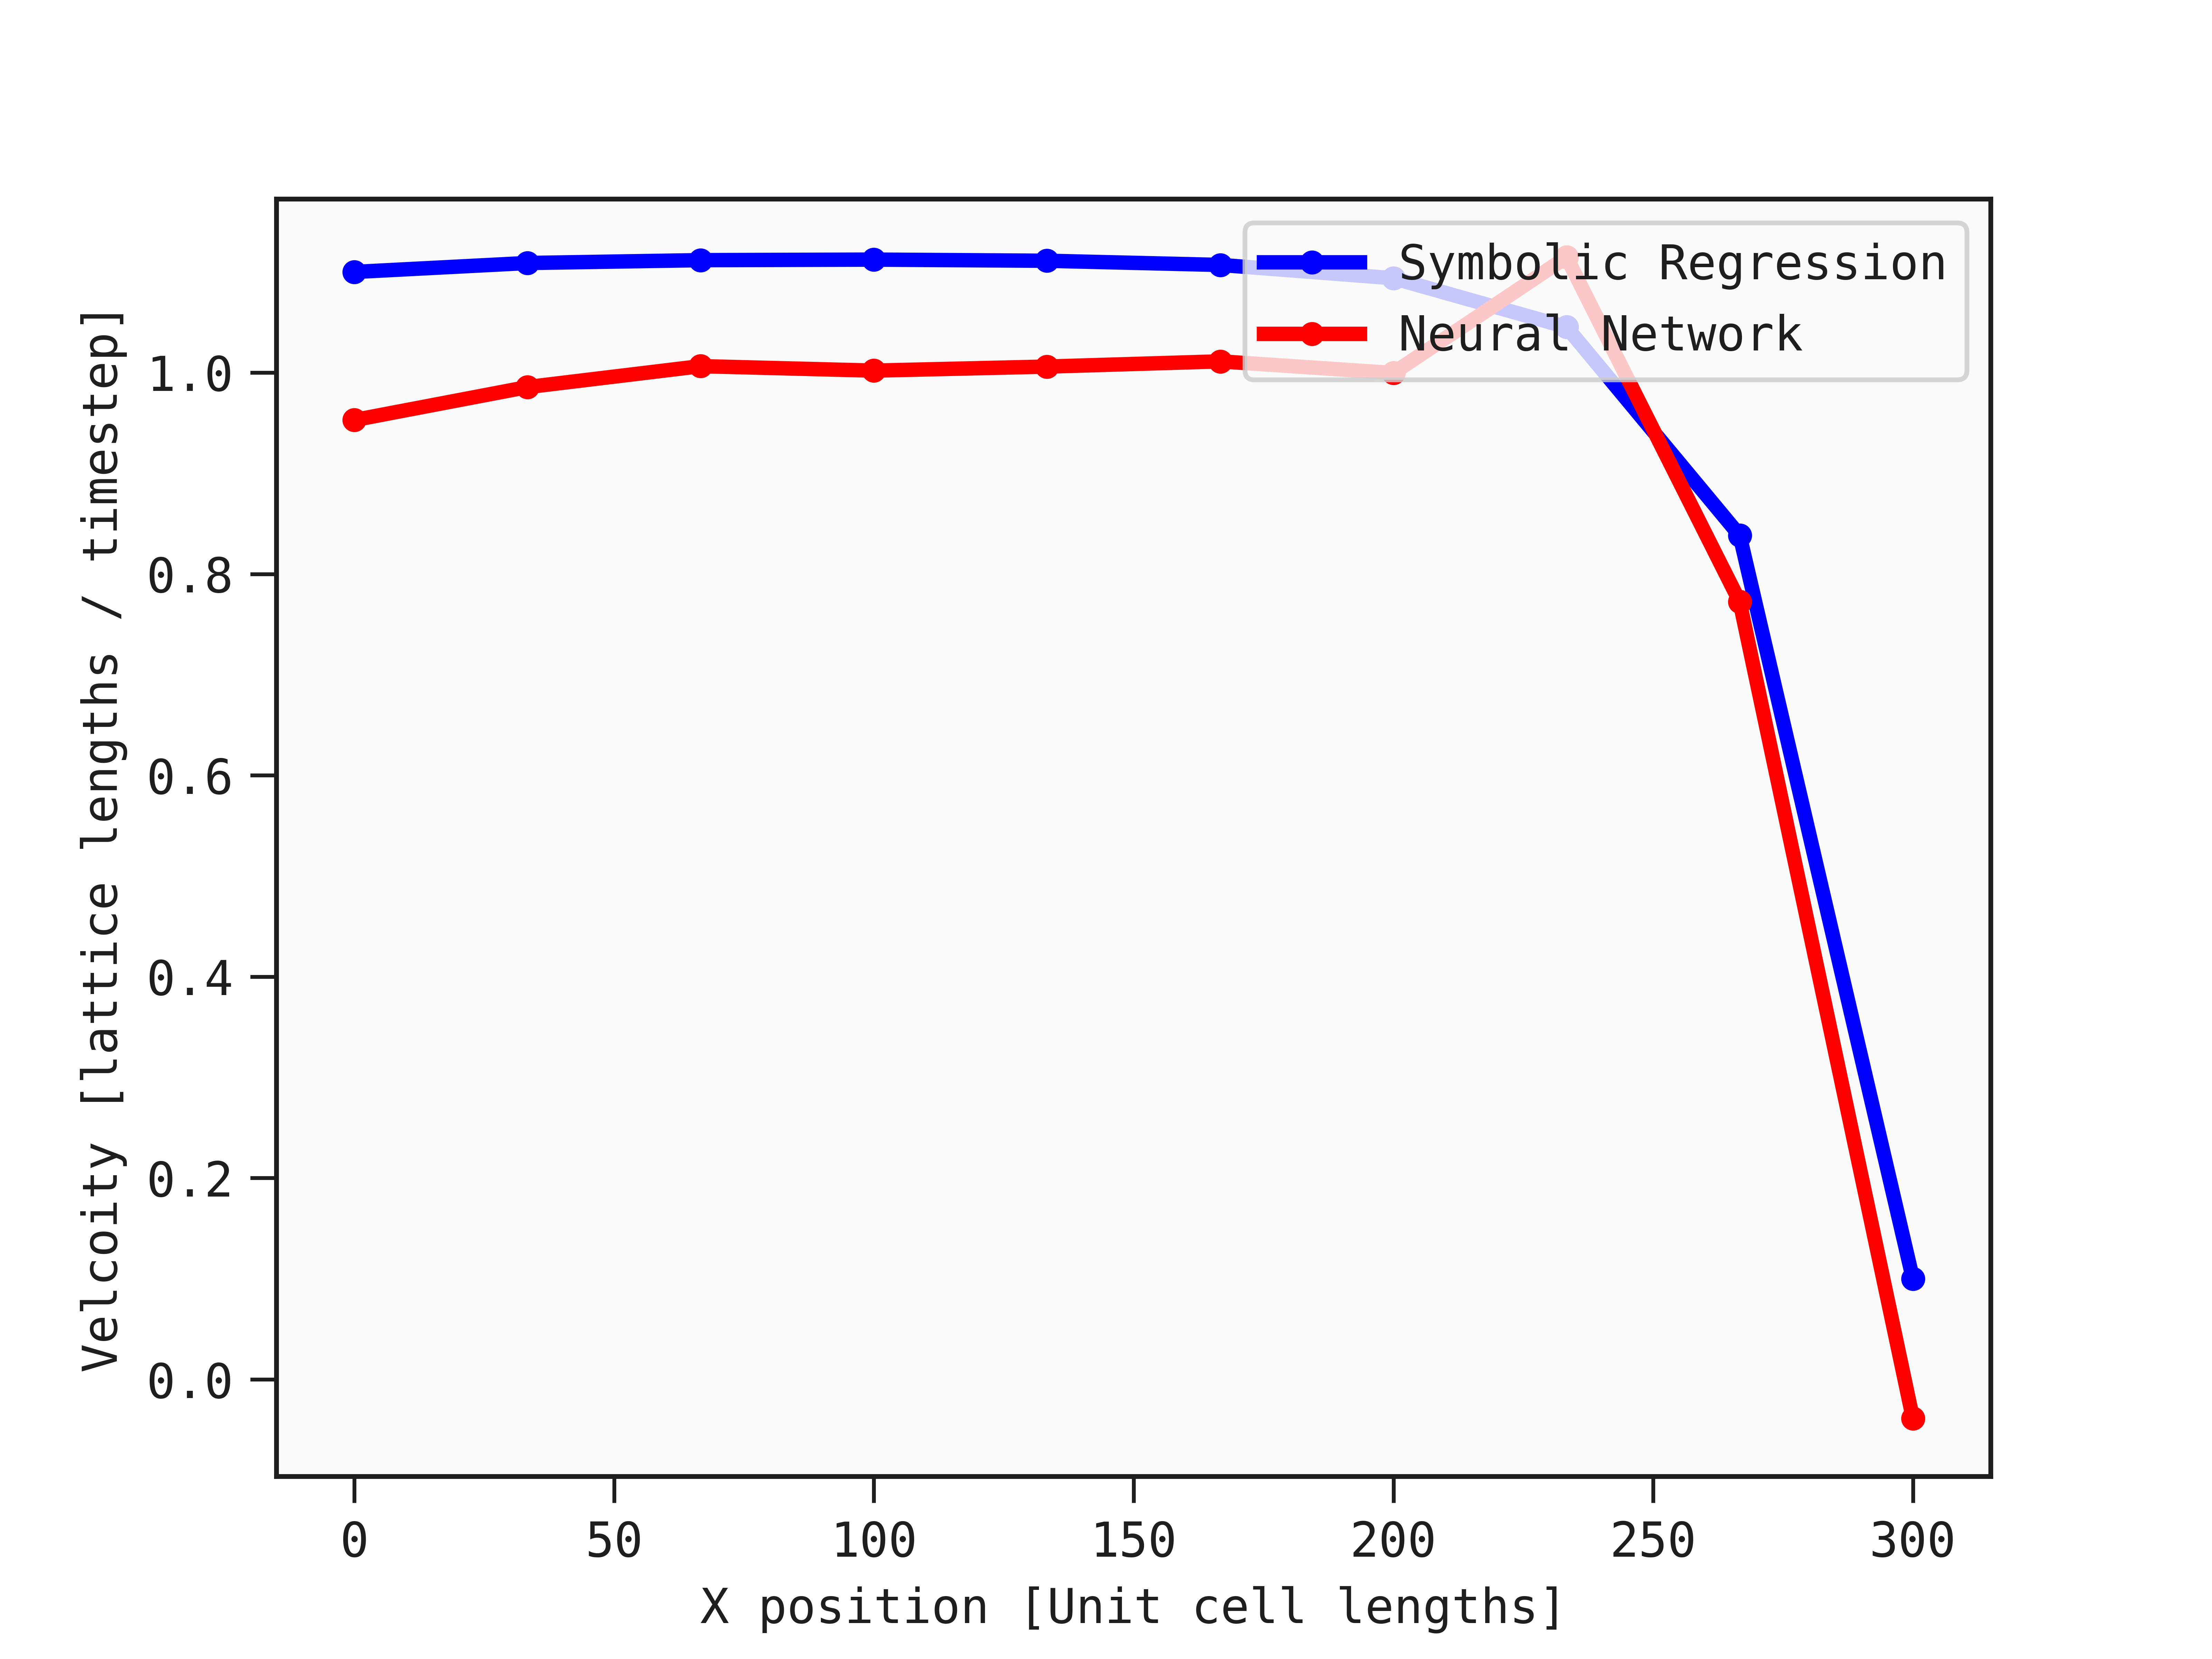 Symbolic Regression
Neural Network
Velcoity [lattice lengths / timestep]
1.0
0.8
0.6
0.4
0.2
0.0
0 50 100 150 200 250 300
X position [Unit cell lengths]